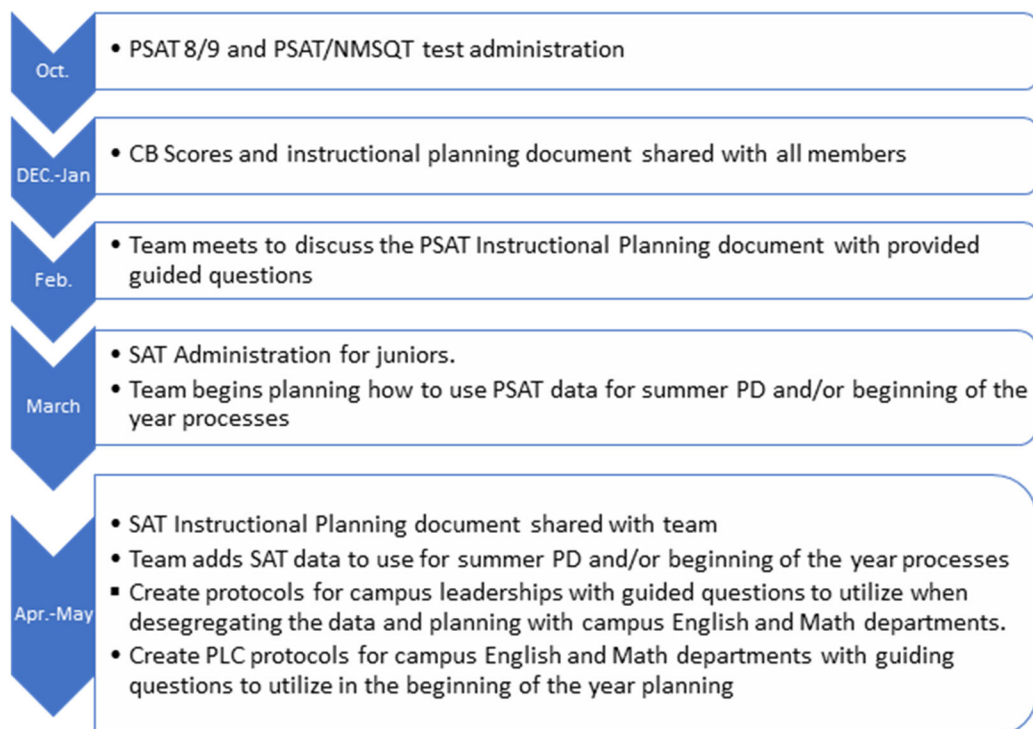 Oct.
• PSAT 8/9 and PSAT/NMSQT test administration
DEC.-Jan
• CB Scores and instructional planning document shared with all members
Feb.
• Team meets to discuss the PSAT Instructional Planning document with provided
guided questions
March
• SAT Administration for juniors.
• Team begins planning how to use PSAT data for summer PD and/or beginning of the
year processes
Apr.-May
• SAT Instructional Planning document shared with team
• Team adds SAT data to use for summer PD and/or beginning of the year processes
▪ Create protocols for campus leaderships with guided questions to utilize when
desegregating the data and planning with campus English and Math departments.
• Create PLC protocols for campus English and Math departments with guiding
questions to utilize in the beginning of the year planning